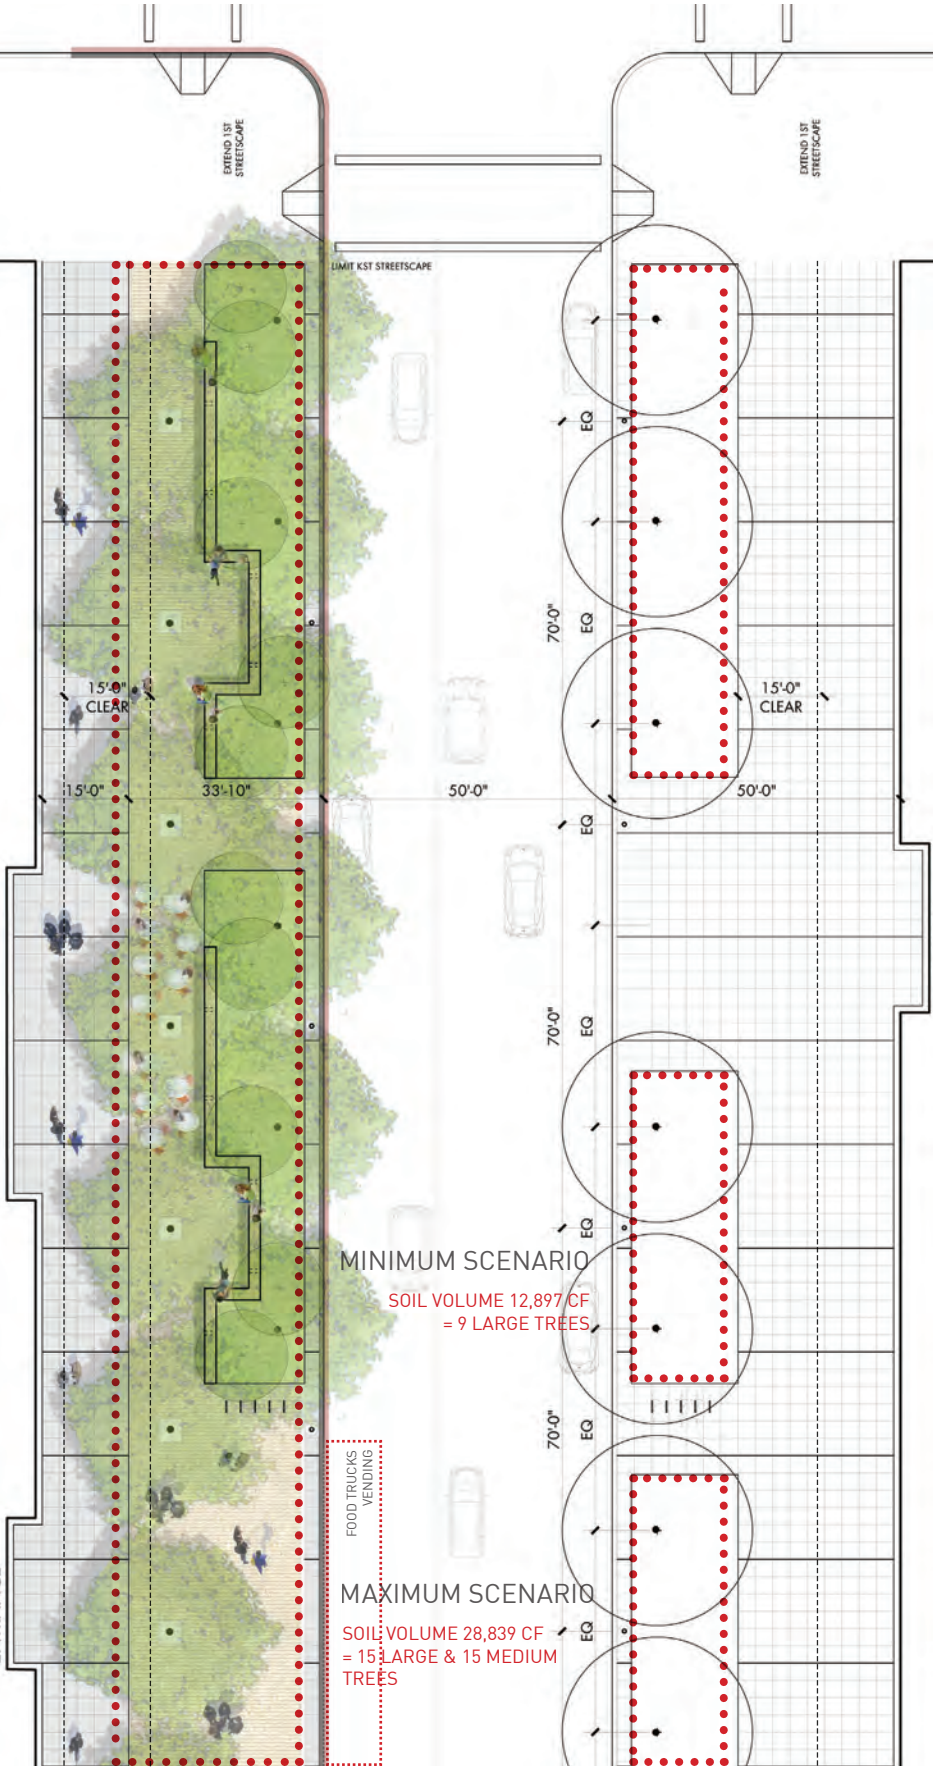 EXTEND 1ST
STREETSCAPE
EXTEND 1ST
STREETSCAPE
LIMIT KST STREETSCAPE
EQ
70'-0"
EQ
15'-0"
CLEAR
15'-0"
CLEAR
15'-0"
33'-10"
50'-0"
50'-0"
EQ
70'-0"
EQ
EQ
MINIMUM SCENARIO
SOIL VOLUME 12,897 CF
= 9 LARGE TREES
70'-0"
EQ
FOOD TRUCKS
VENDING
MAXIMUM SCENARIO
SOIL VOLUME 28,839 CF
= 15 LARGE & 15 MEDIUM
TREES
EQ